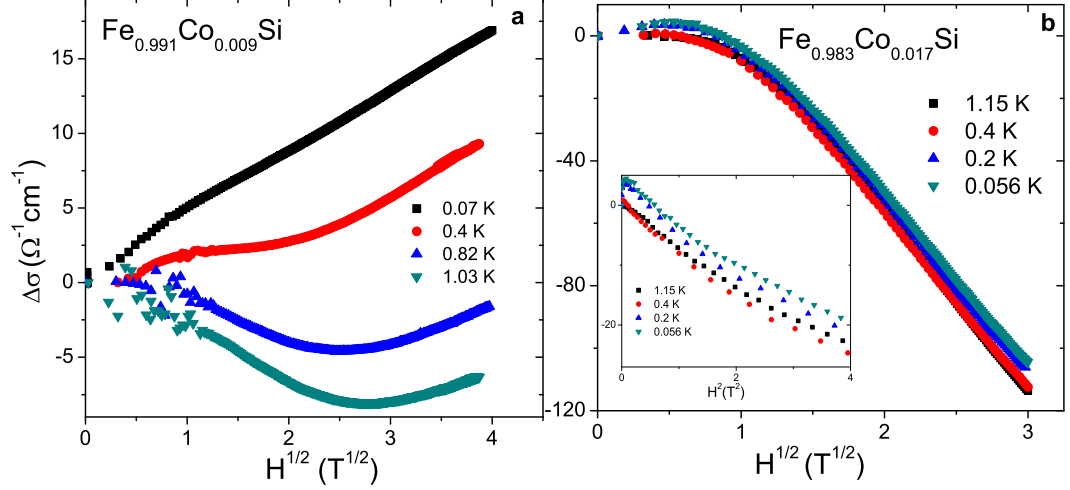 a
Fe0.991Co0.009Si
15
10
5
0
-5
Δσ (Ω-1cm-1)
0.07 K
0.4 K
0.82 K
1.03 K
0 1 2 3 4
H1/2 (T1/2)
b
Fe0.983Co0.017Si
0
-40
-80
-120
1.15 K
0.4 K
0.2 K
0.056 K
0
-20
1.15 K
0.4 K
0.2 K
0.056 K
0 2 4
H2(T2)
0 1 2 3
H1/2 (T1/2)